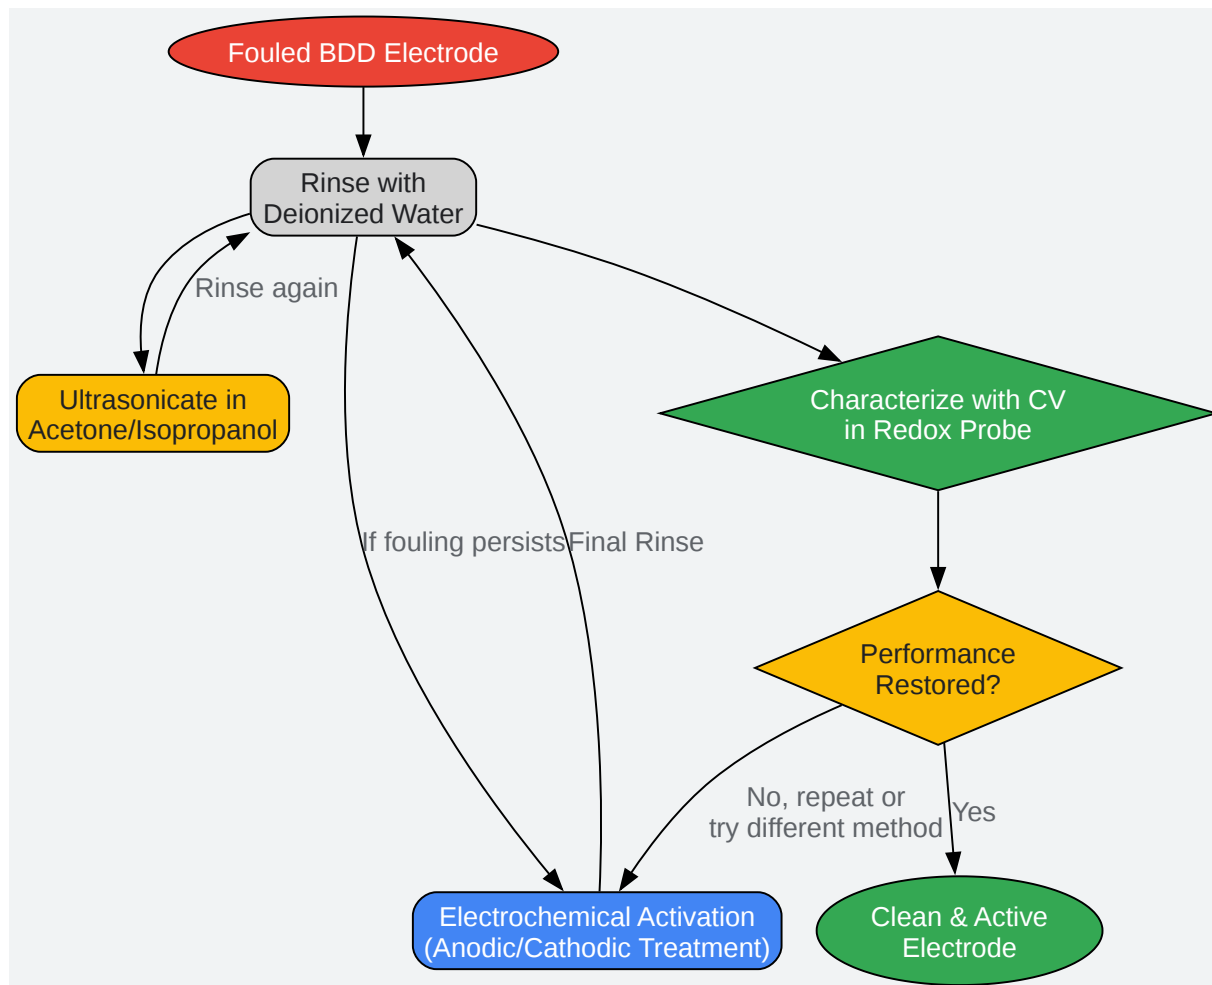 Fouled BDD Electrode
Rinse with
Deionized Water
Rinse again
Ultrasonicate in
Acetone/Isopropanol
Characterize with CV
in Redox Probe
If fouling persists
Final Rinse
Performance
Restored?
No, repeat or
try different method
Yes
Electrochemical Activation
(Anodic/Cathodic Treatment)
Clean & Active
Electrode